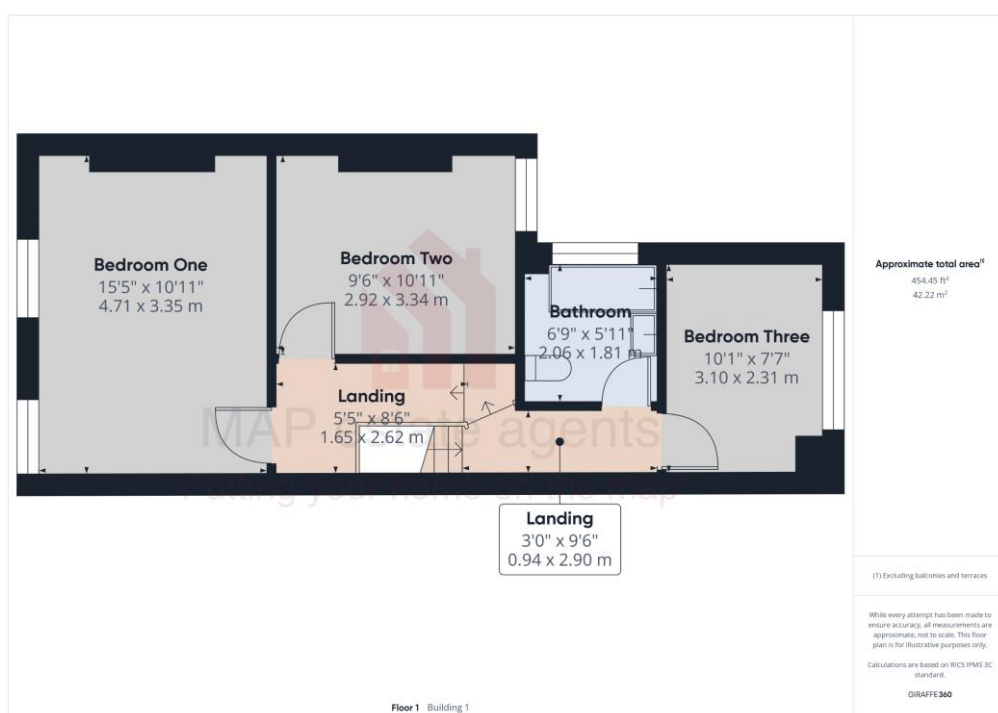 Bedroom One
15'5" x 10'11"
4.71 x 3.35 m
Bedroom Two
9'6" x 10'11"
2.92 x 3.34 m
Bathroom
6'9" x 5'11"
2.06 x 1.81 m
Bedroom Three
10'1" x 7'7"
3.10 x 2.31 m
Landing
5'5" x 8'6"
1.65 x 2.62 m
MAP estate agents
Putting your home on the map
Landing
3'0" x 9'6"
0.94 x 2.90 m
Floor 1 Building 1
Approximate total area⁽¹⁾
454.45 ft²
42.22 m²
(1) Excluding balconies and terraces
While every attempt has been made to
ensure accuracy, all measurements are
approximate, not to scale. This floor
plan is for illustrative purposes only.
Calculations are based on RICS IPMS 3C
standard.
GIRAFFE360